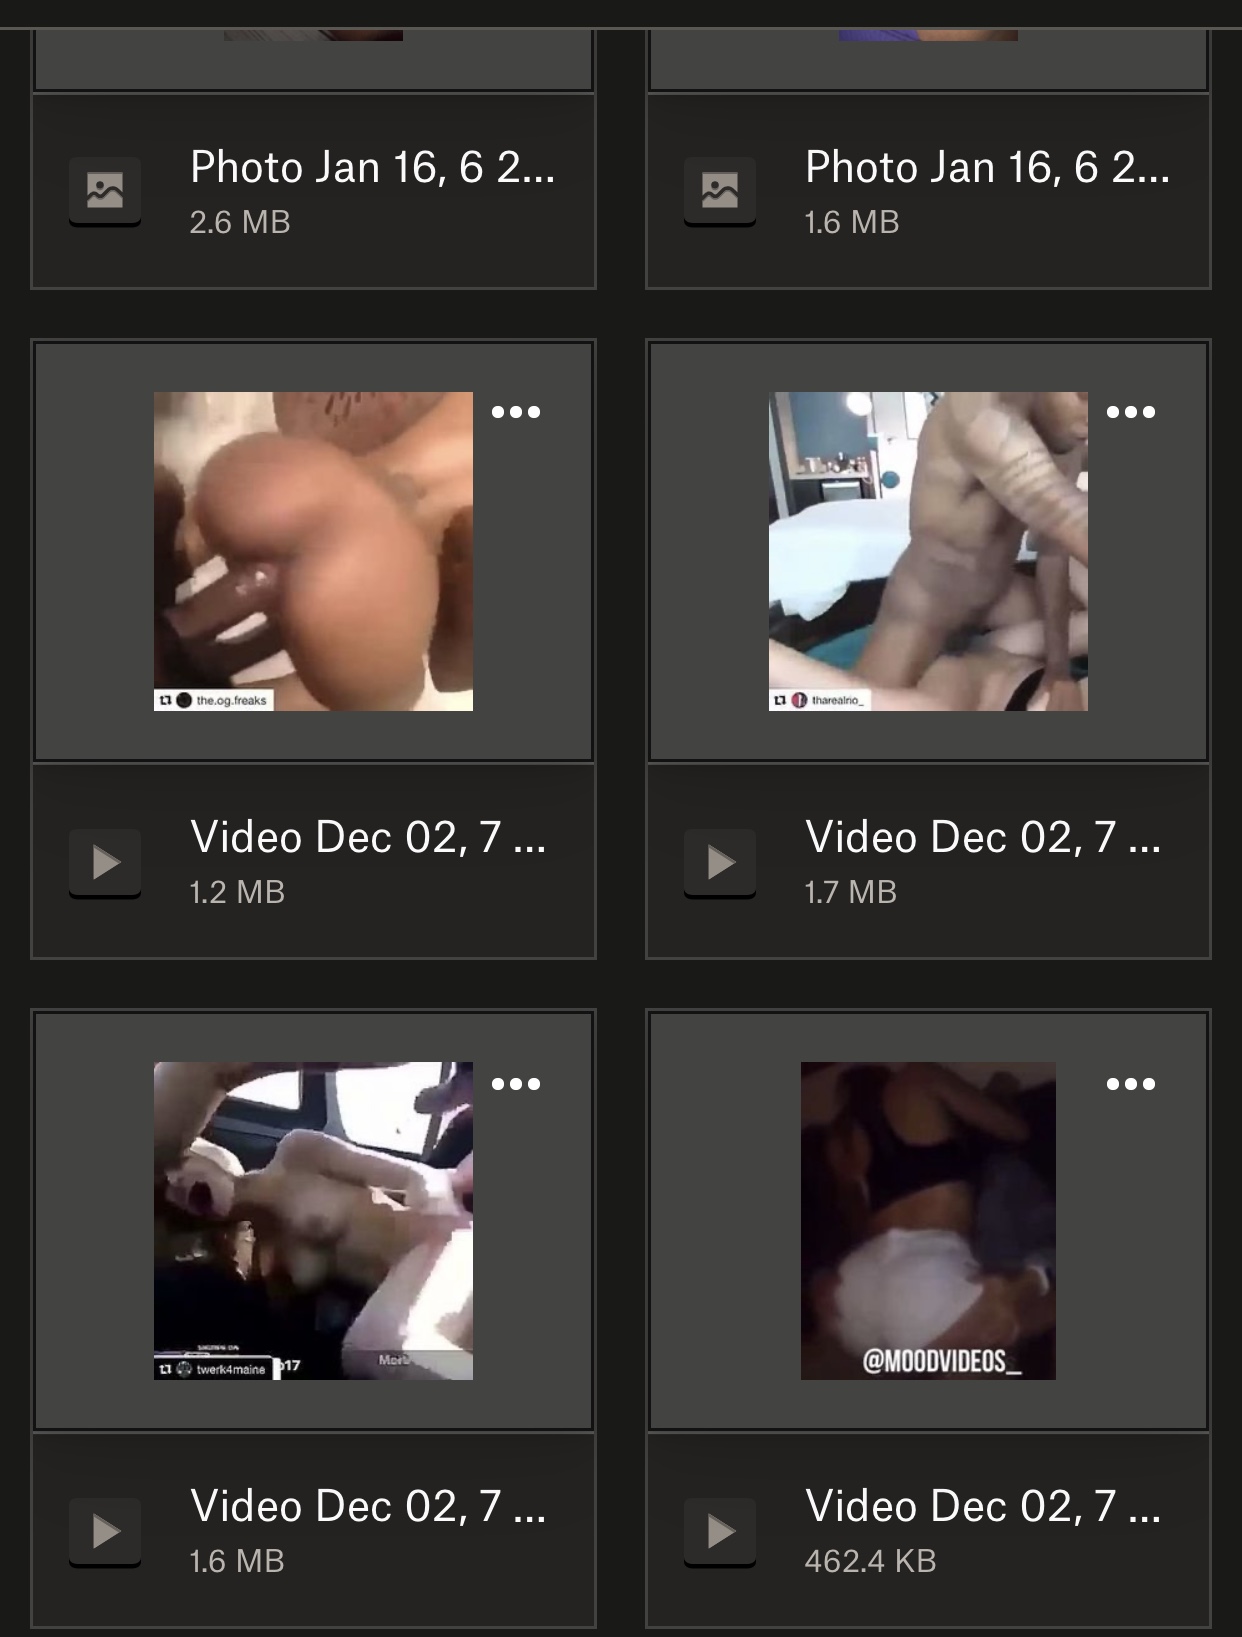 Photo Jan 16, 6 2...
2.6 MB
Photo Jan 16, 6 2...
1.6 MB
the.og.freaks
tharealrio_
Video Dec 02, 7 ...
1.2 MB
Video Dec 02, 7 ...
1.7 MB
twerk4maine
17
@MOODVIDEOS_
Video Dec 02, 7 ...
1.6 MB
Video Dec 02, 7 ...
462.4 KB